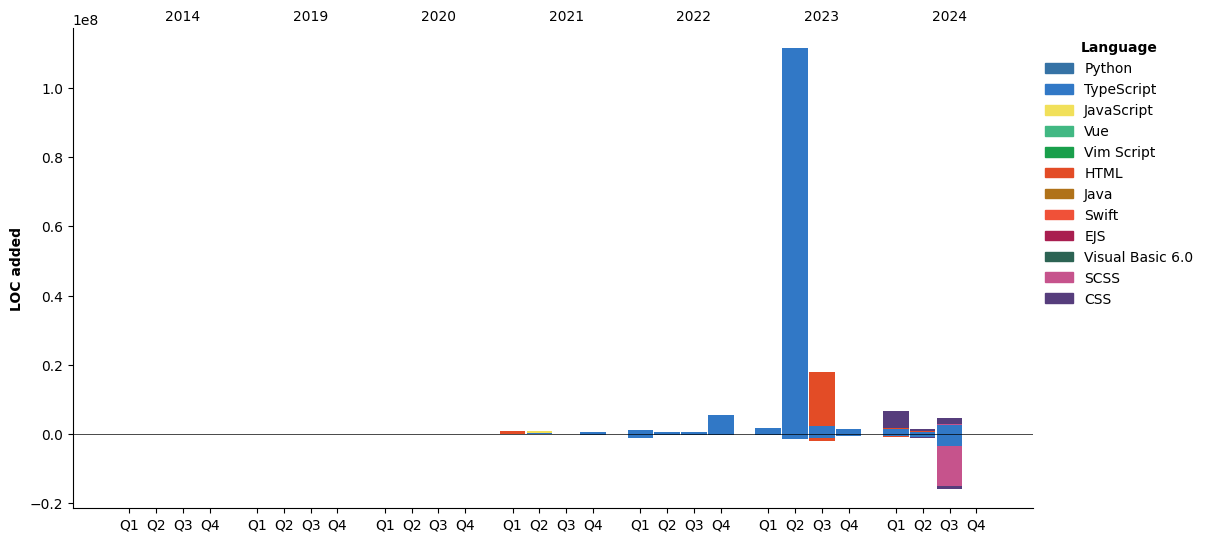 1e8
2014 2019 2020 2021 2022 2023 2024
LOC added
1.0
0.8
0.6
0.4
0.2
0.0
−0.2
Q1 Q2 Q3 Q4 Q1 Q2 Q3 Q4 Q1 Q2 Q3 Q4 Q1 Q2 Q3 Q4 Q1 Q2 Q3 Q4 Q1 Q2 Q3 Q4 Q1 Q2 Q3 Q4
Language
Python
TypeScript
JavaScript
Vue
Vim Script
HTML
Java
Swift
EJS
Visual Basic 6.0
SCSS
CSS